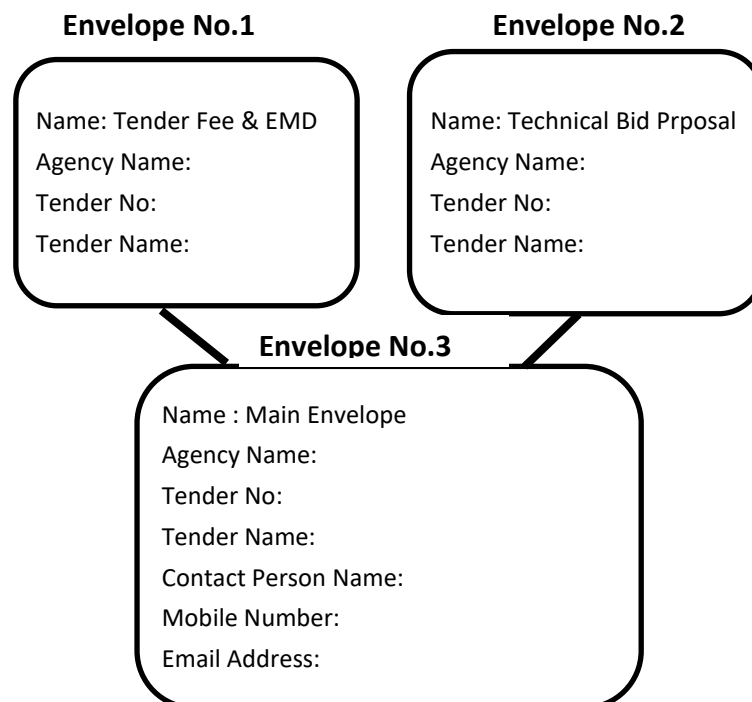 Envelope No.1
Name: Tender Fee & EMD
Agency Name:
Tender No:
Tender Name:
Envelope No.2
Name: Technical Bid Prposal
Agency Name:
Tender No:
Tender Name:
Envelope No.3
Name : Main Envelope
Agency Name:
Tender No:
Tender Name:
Contact Person Name:
Mobile Number:
Email Address: